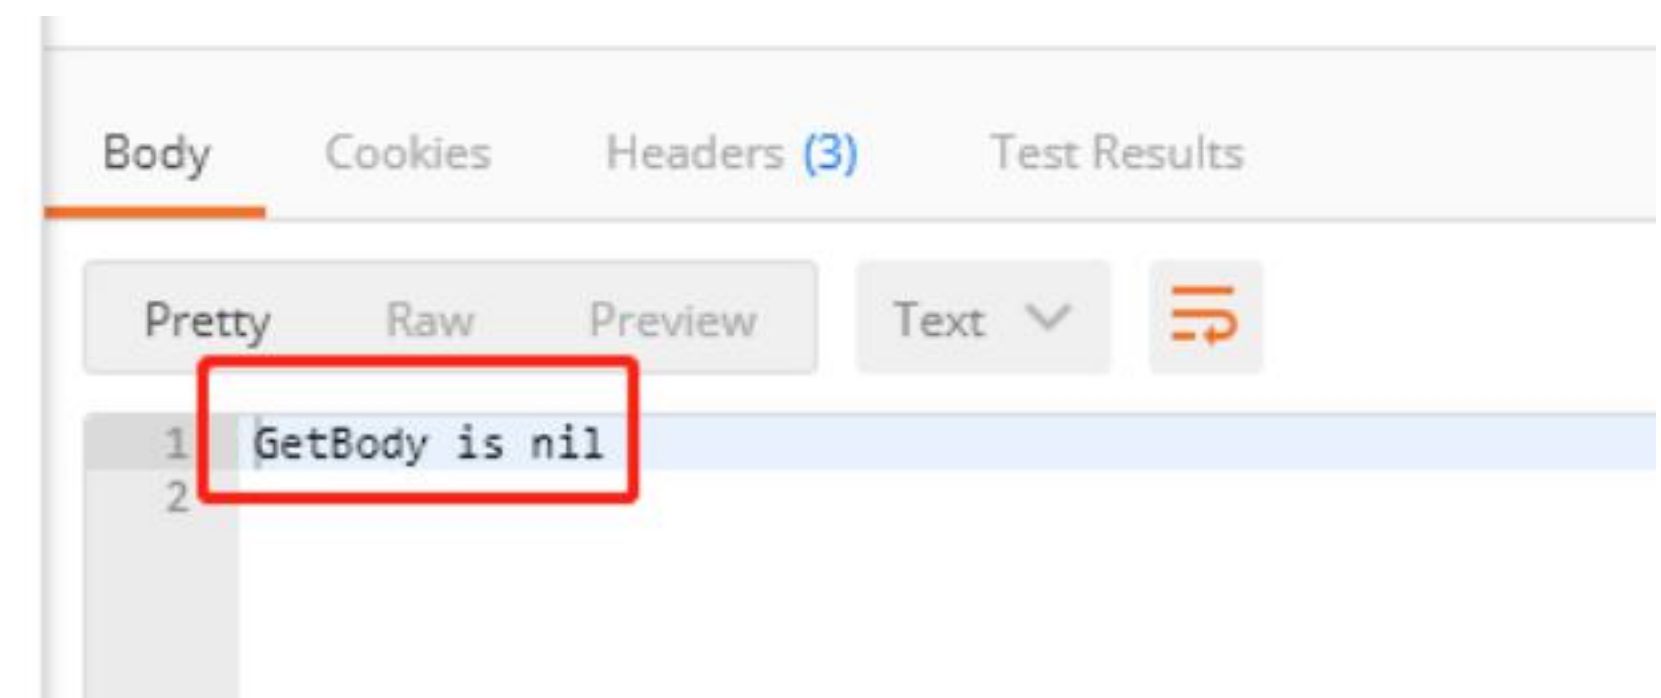 Body Cookies Headers (3) Test Results
Pretty Raw Preview Text
1 GetBody is nil
2